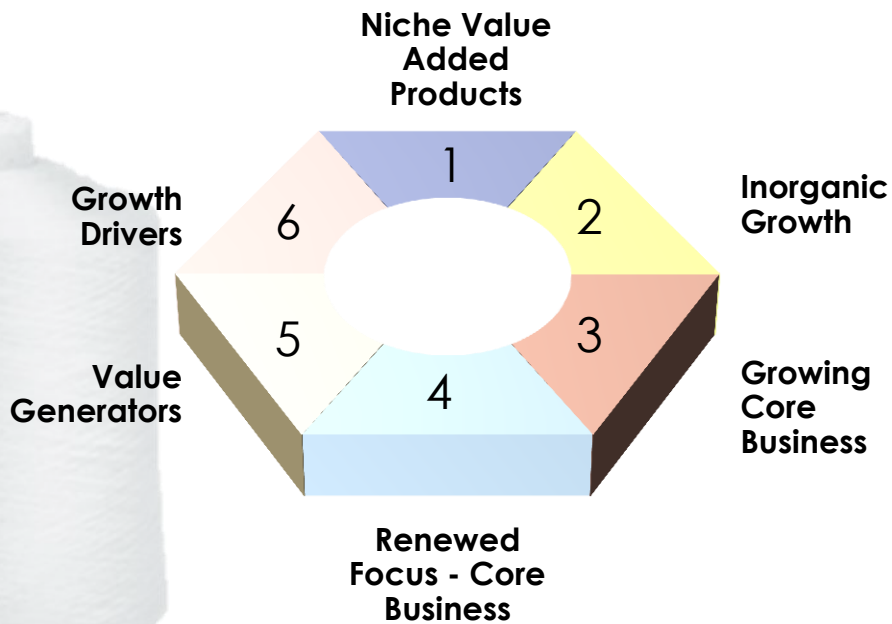 Niche Value
Added
Products
1
2
Inorganic
Growth
3
Growing
Core
Business
4
Renewed
Focus - Core
Business
5
Value
Generators
6
Growth
Drivers